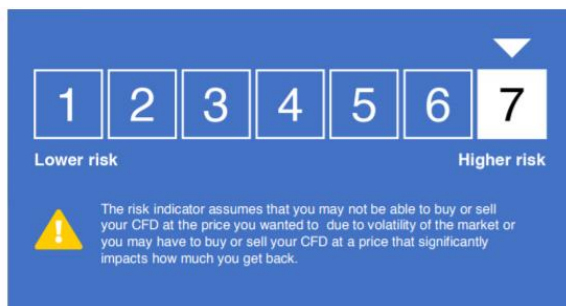 1 2 3 4 5 6 7
Lower risk Higher risk
The risk indicator assumes that you may not be able to buy or sell
your CFD at the price you wanted to due to volatility of the market or
you may have to buy or sell your CFD at a price that significantly
impacts how much you get back.